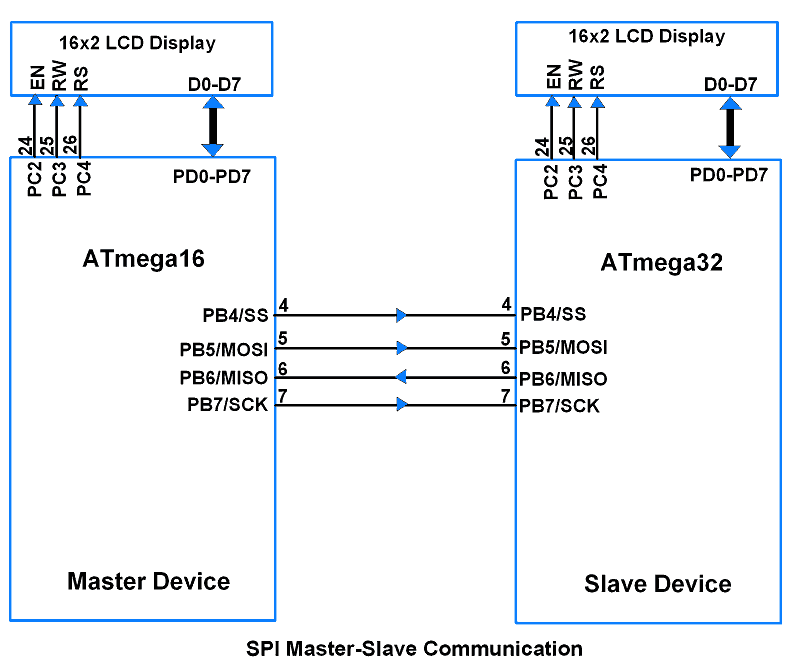 16x2 LCD Display
EN
RW
RS
D0-D7
24
25
26
PC2
PC3
PC4
PD0-PD7
ATmega16
PB4/SS
4
PB5/MOSI
5
PB6/MISO
6
PB7/SCK
7
Master Device
16x2 LCD Display
EN
RW
RS
D0-D7
24
25
26
PC2
PC3
PC4
PD0-PD7
ATmega32
4
PB4/SS
5
PB5/MOSI
6
PB6/MISO
7
PB7/SCK
Slave Device
SPI Master-Slave Communication